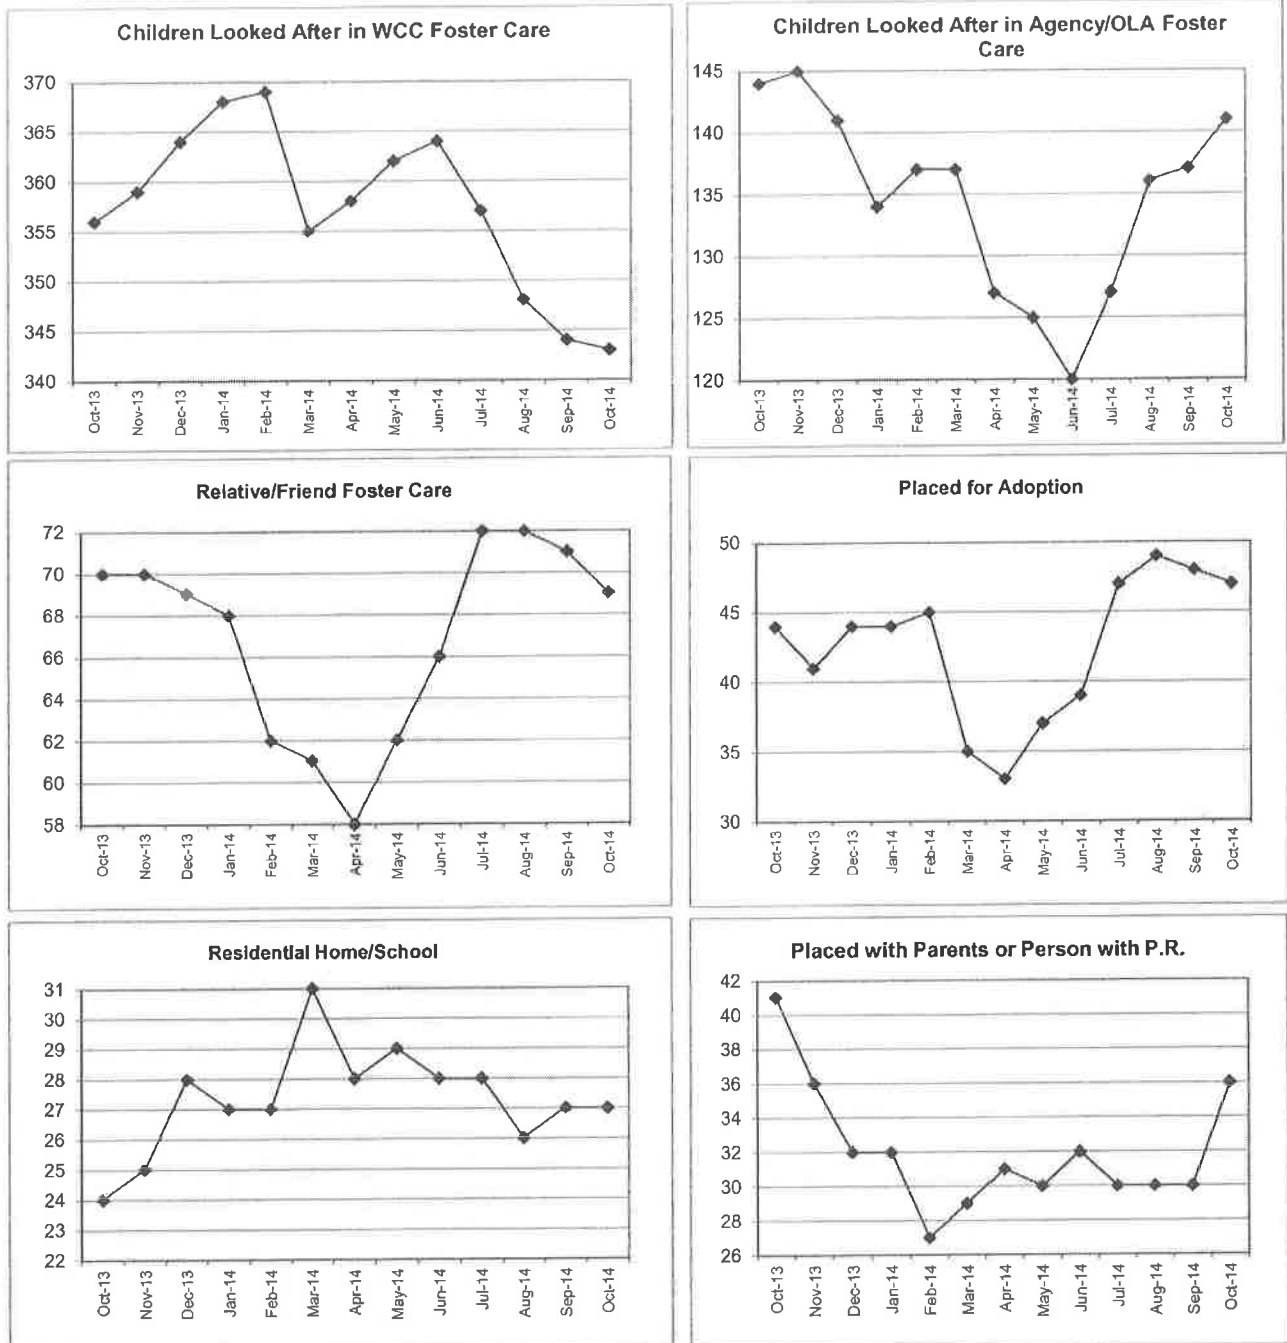 Children Looked After in WCC Foster Care
370
365
360
355
350
345
340
Oct-13
Nov-13
Dec-13
Jan-14
Feb-14
Mar-14
Apr-14
May-14
Jun-14
Jul-14
Aug-14
Sep-14
Oct-14
Children Looked After in Agency/OLA Foster
Care
145
140
135
130
125
120
Oct-13
Nov-13
Dec-13
Jan-14
Feb-14
Mar-14
Apr-14
May-14
Jun-14
Jul-14
Aug-14
Sep-14
Oct-14
Relative/Friend Foster Care
72
70
68
66
64
62
60
58
Oct-13
Nov-13
Dec-13
Jan-14
Feb-14
Mar-14
Apr-14
May-14
Jun-14
Jul-14
Aug-14
Sep-14
Oct-14
Placed for Adoption
50
45
40
35
30
Oct-13
Nov-13
Dec-13
Jan-14
Feb-14
Mar-14
Apr-14
May-14
Jun-14
Jul-14
Aug-14
Sep-14
Oct-14
Residential Home/School
31
30
29
28
27
26
25
24
23
22
Oct-13
Nov-13
Dec-13
Jan-14
Feb-14
Mar-14
Apr-14
May-14
Jun-14
Jul-14
Aug-14
Sep-14
Oct-14
Placed with Parents or Person with P.R.
42
40
38
36
34
32
30
28
26
Oct-13
Nov-13
Dec-13
Jan-14
Feb-14
Mar-14
Apr-14
May-14
Jun-14
Jul-14
Aug-14
Sep-14
Oct-14